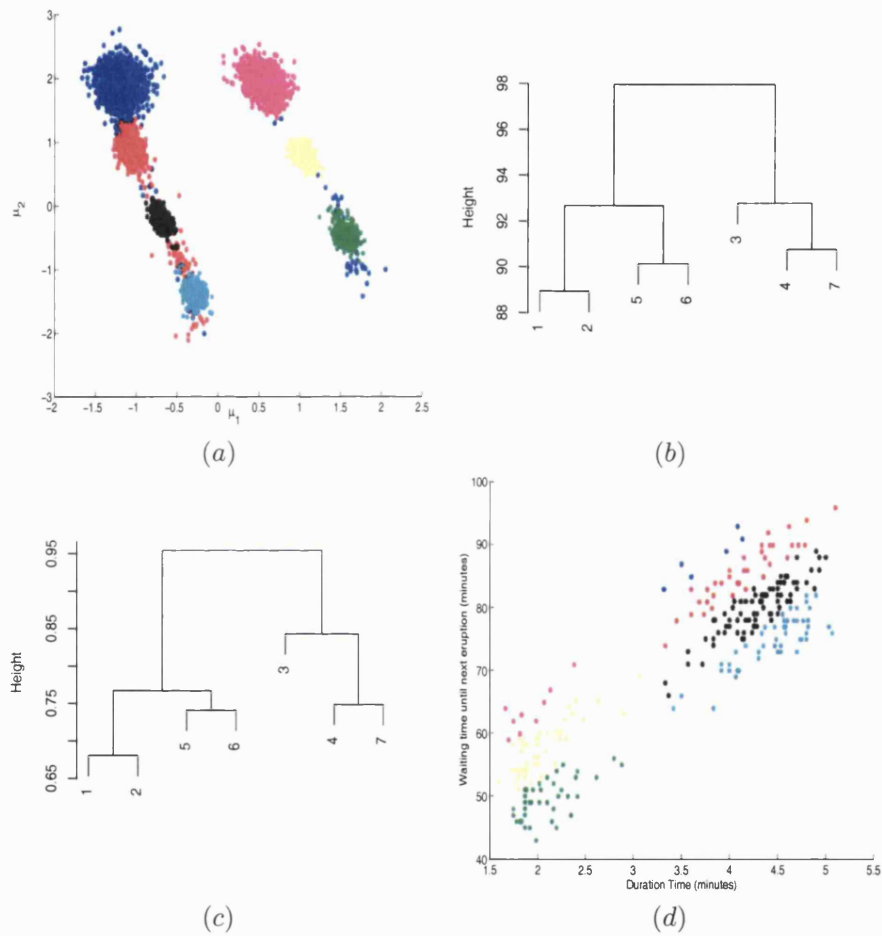 3
2
1
0
−1
−2
−3
μ2
−2 −1.5 −1 −0.5 0 0.5 1 1.5 2 2.5
μ1
(a)
98
96
94
92
90
88
Height
1 2 5 6 3 4 7
(b)
0.95
0.85
0.75
0.65
Height
1 2 5 6 3 4 7
(c)
100
90
80
70
60
50
40
Waiting time until next eruption (minutes)
1.5 2 2.5 3 3.5 4 4.5 5 5.5
Duration Time (minutes)
(d)